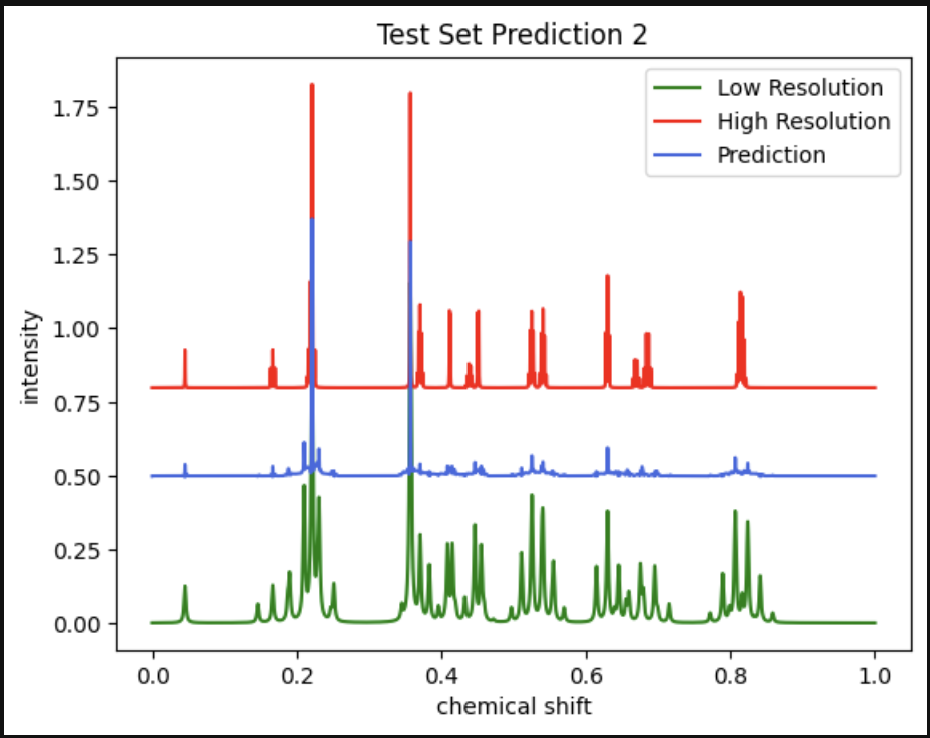 Test Set Prediction 2
Low Resolution
High Resolution
Prediction
intensity
1.75
1.50
1.25
1.00
0.75
0.50
0.25
0.00
0.0 0.2 0.4 0.6 0.8 1.0
chemical shift